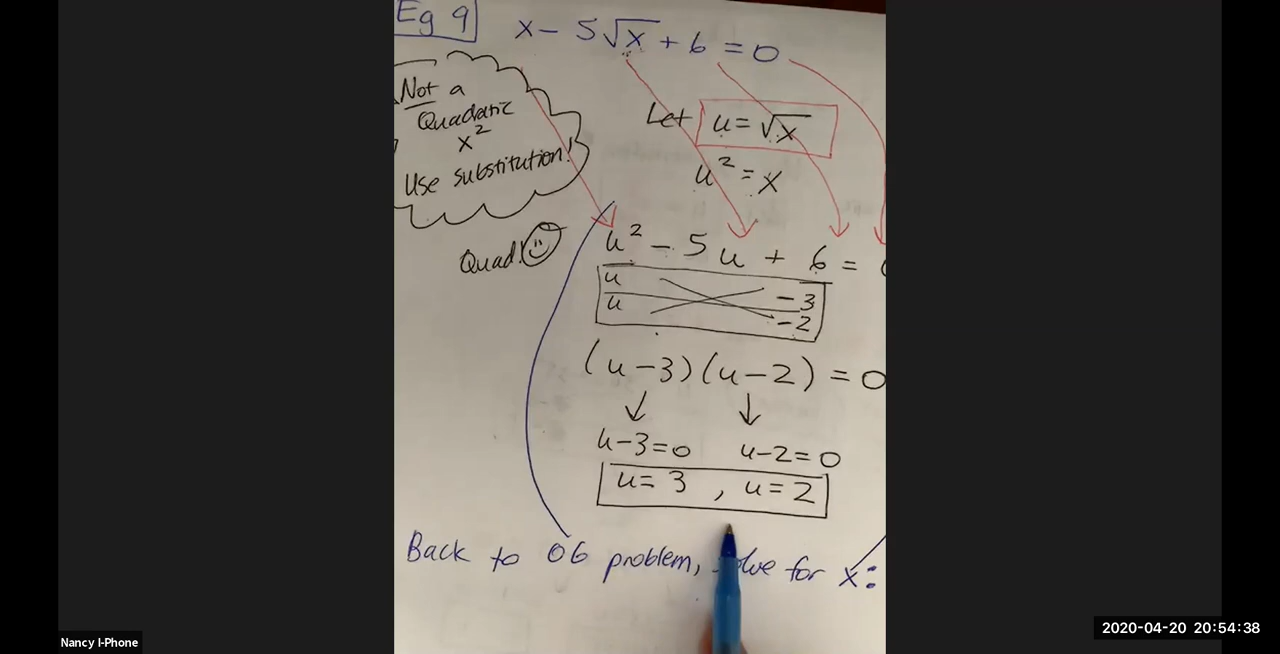 Eg 9
x - 5√x + 6 = 0
Not a
Quadratic
x²
Use substitution!
Let u = √x
u² = x
Quad!
u² - 5u + 6 =
u
-3
u
-2
(u-3)(u-2) = 0
u-3=0 u-2=0
u=3 , u=2
Back to OG problem, solve for x:
Nancy I-Phone
2020-04-20 20:54:38